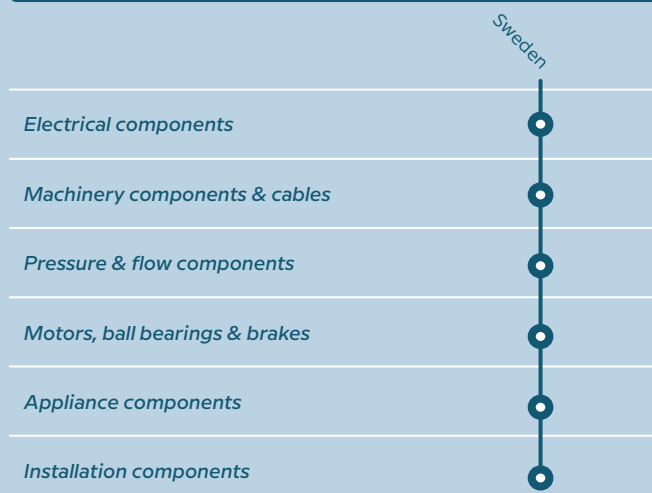 Sweden
Electrical components
Machinery components & cables
Pressure & flow components
Motors, ball bearings & brakes
Appliance components
Installation components